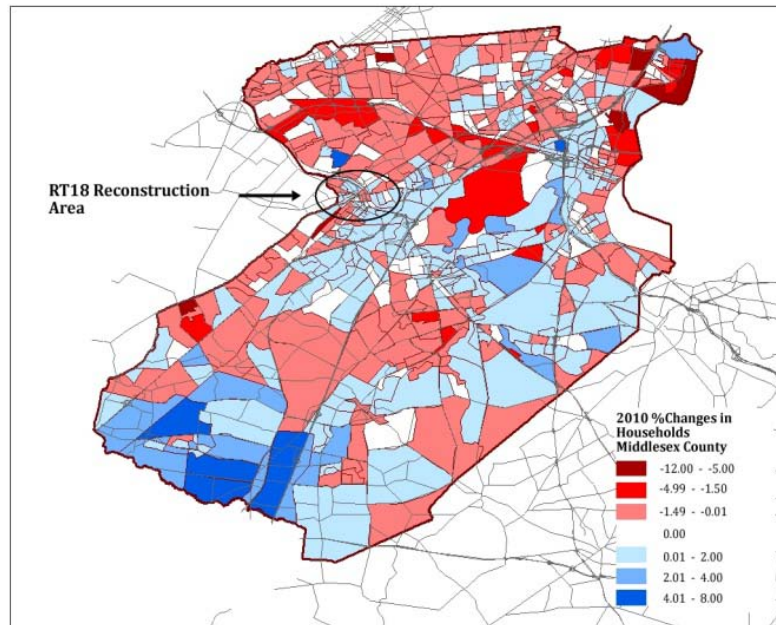 RT18 Reconstruction
Area
2010 %Changes in
Households
Middlesex County
-12.00 - -5.00
-4.99 - -1.50
-1.49 - -0.01
0.00
0.01 - 2.00
2.01 - 4.00
4.01 - 8.00